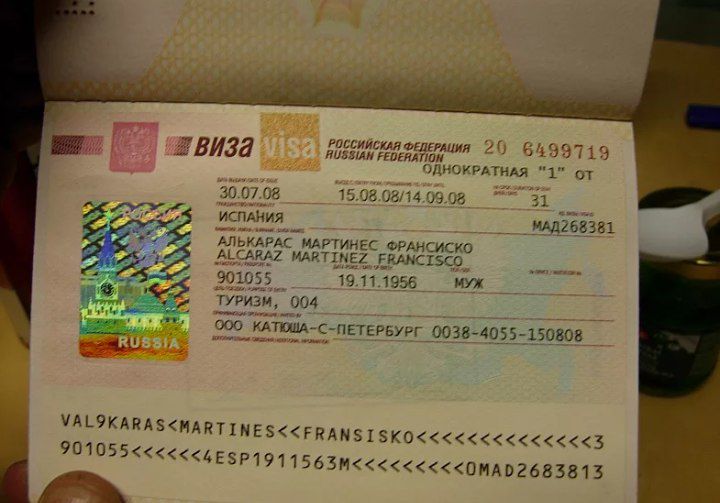 ВИЗА visa РОССИЙСКАЯ ФЕДЕРАЦИЯ 20 6499719
RUSSIAN FEDERATION
ОДНОКРАТНАЯ "1" ОТ
30.07.08 15.08.08/14.09.08 31
ИСПАНИЯ МАД268381
АЛЬКАРАС МАРТИНЕС ФРАНСИСКО
ALCARAZ MARTINEZ FRANCISCO
901055 19.11.1956 МУЖ
ТУРИЗМ, 004
ООО КАТЮША-С-ПЕТЕРБУРГ 0038-4055-150808
RUSSIA
VAL9KARAS<MARTINES<<FRANSISKO<<<<<<<<<<<<<<<3
901055<<<<<<4ESP1911563M<<<<<<<<<0MAD2683813